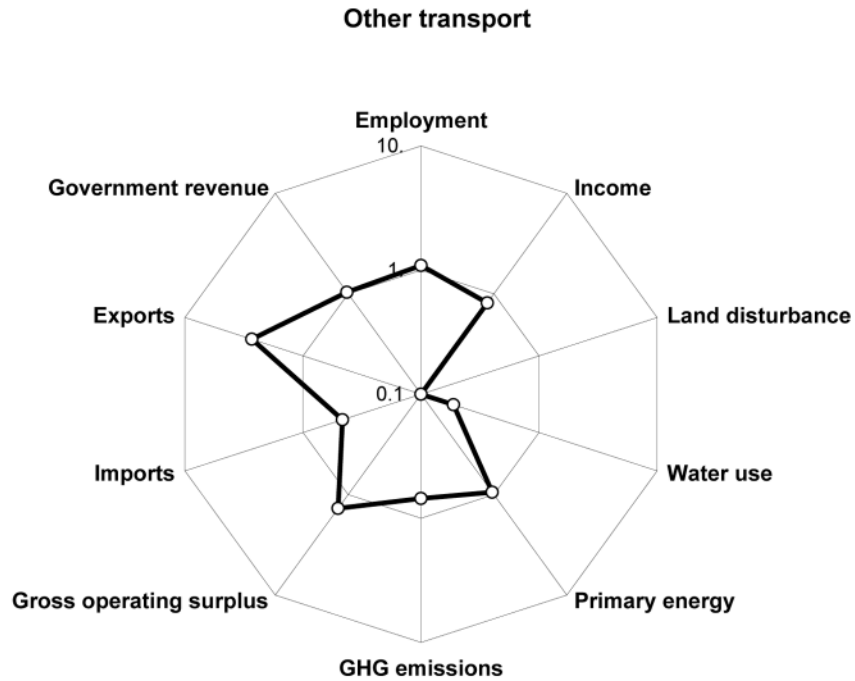 Other transport
Employment
10.
Government revenue
Income
1.
Exports
Land disturbance
0.1
Imports
Water use
Gross operating surplus
Primary energy
GHG emissions